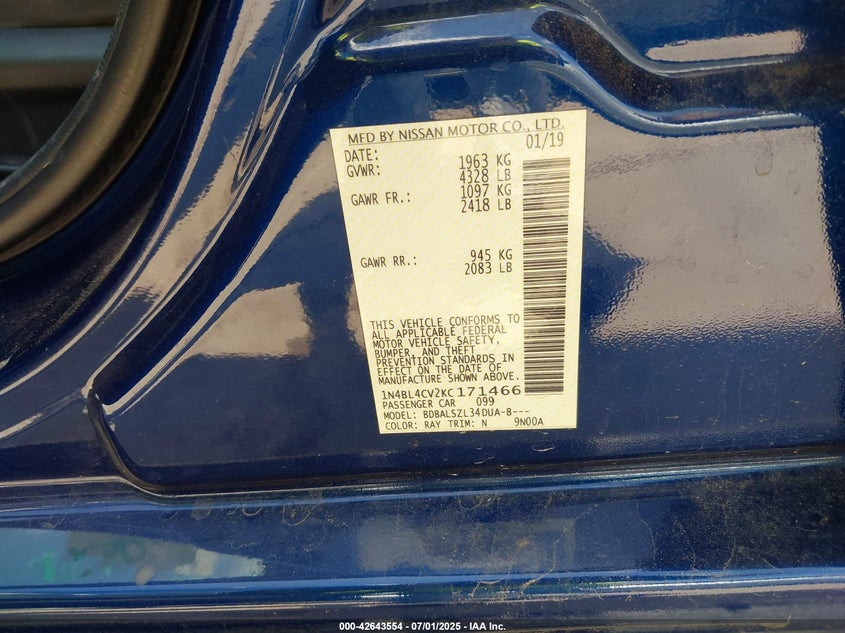 MFD BY NISSAN MOTOR CO., LTD.
DATE: 01/19
GVWR: 1963 KG
4328 LB
GAWR FR.: 1097 KG
2418 LB
GAWR RR.: 945 KG
2083 LB
THIS VEHICLE CONFORMS TO
ALL APPLICABLE FEDERAL
MOTOR VEHICLE SAFETY,
BUMPER, AND THEFT
PREVENTION STANDARDS IN
EFFECT ON THE DATE OF
MANUFACTURE SHOWN ABOVE.
1N4BL4CV2KC171466
PASSENGER CAR 099
MODEL: BDBALSZL34DUA-B---
COLOR: RAY TRIM: N 9N00A
000-42643554 / 07/01/2025 - IAA Inc.